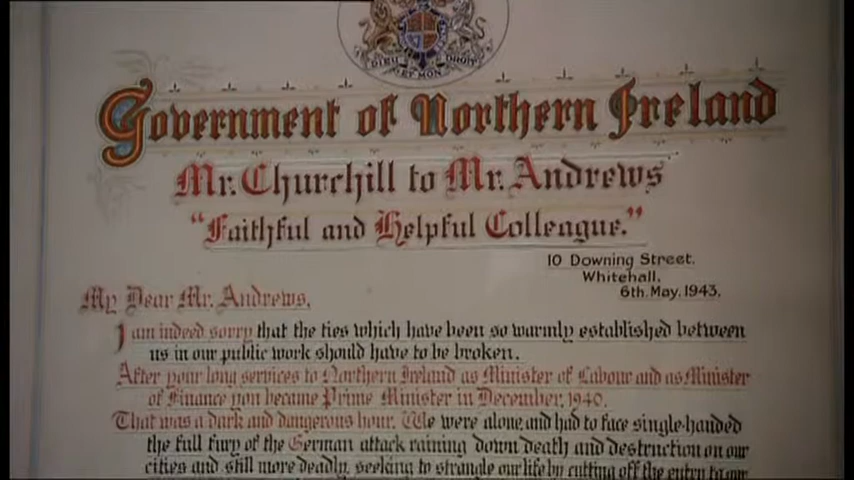 DIEU ET MON DROIT
Government of Northern Ireland
Mr. Churchill to Mr. Andrews
"Faithful and Helpful Colleague."
10 Downing Street.
Whitehall.
6th. May. 1943.
My Dear Mr. Andrews,
I am indeed sorry that the ties which have been so warmly established between
us in our public work should have to be broken.
After your long services to Northern Ireland as Minister of Labour and as Minister
of Finance you became Prime Minister in December, 1940.
That was a dark and dangerous hour. We were alone, and had to face single-handed
the full fury of the German attack raining down death and destruction on our
cities and still more deadly, seeking to strangle our life by cutting off the entry to our